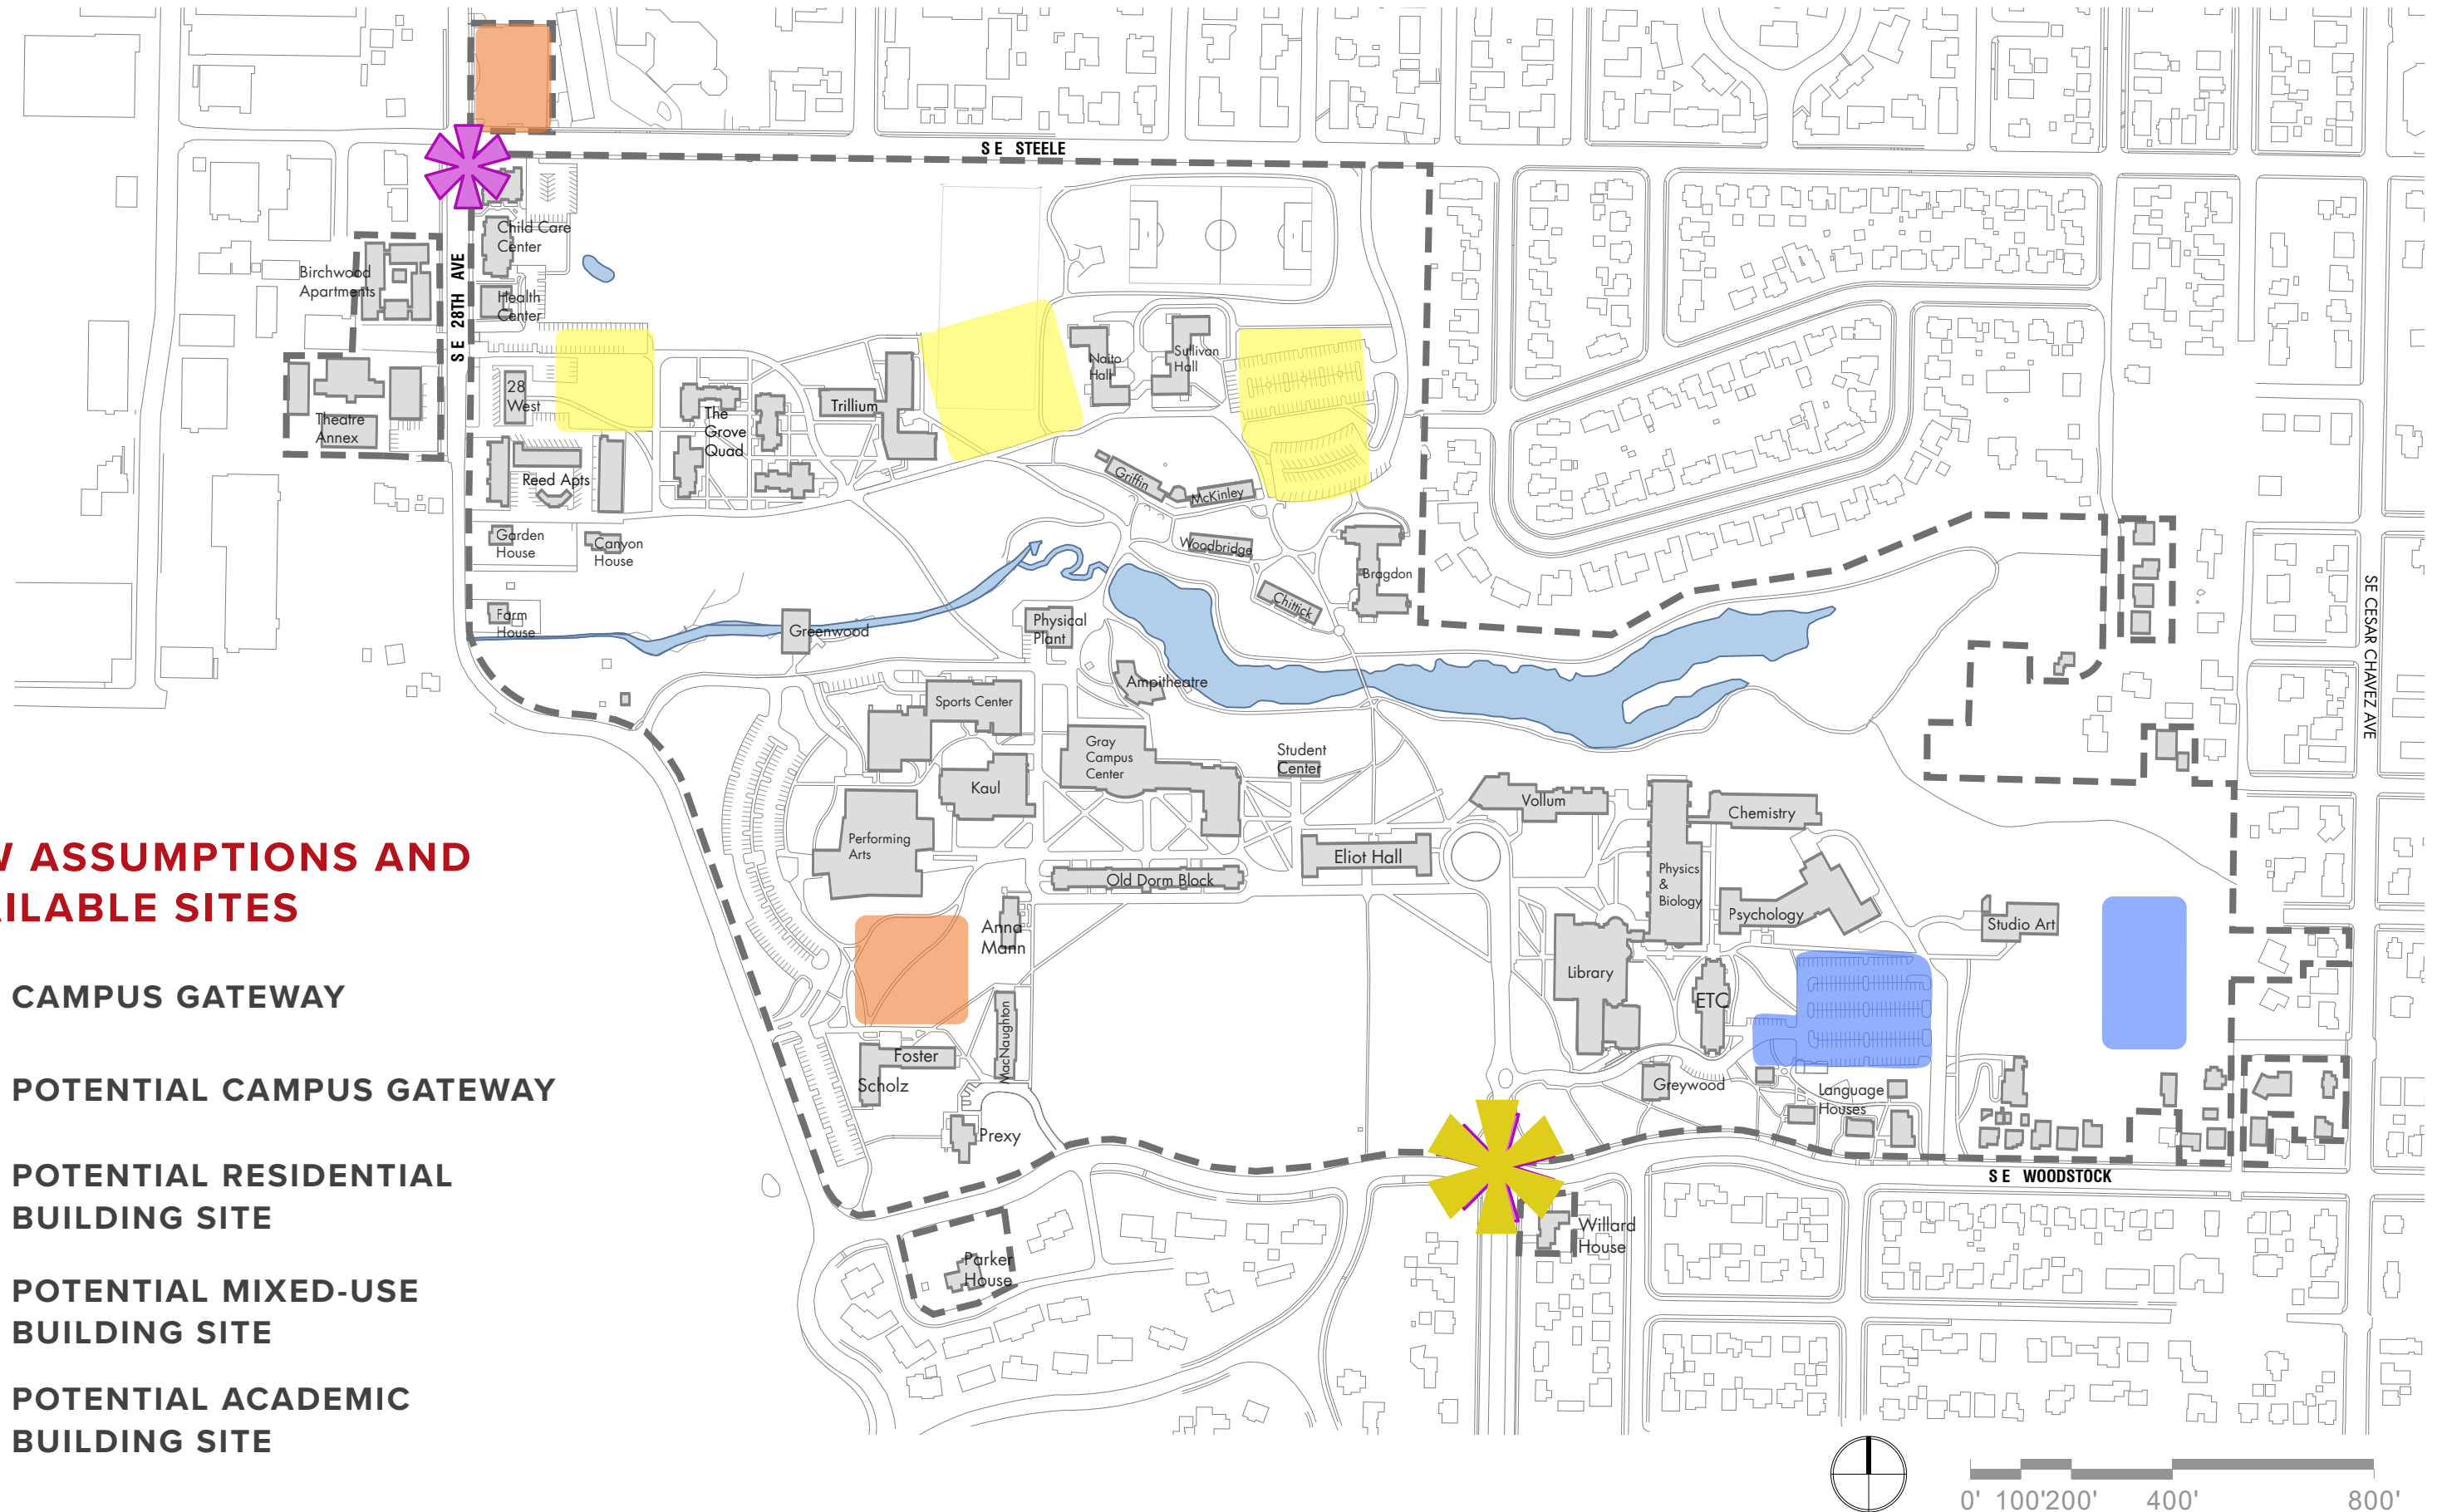 SE STEELE
Child Care
Center
Birchwood
Apartments
SE 28TH AVE
Health
Center
28
West
Theatre
Annex
The
Grove
Quad
Trillium
Naito
Hall
Sullivan
Hall
Reed Apts
Griffin
McKinley
Garden
House
Canyon
House
Woodbridge
Bragdon
Chittick
Farm
House
Greenwood
Physical
Plant
SE CESAR CHAVEZ AVE
Ampitheatre
Sports Center
Gray
Campus
Center
Student
Center
Kaul
Vollum
Chemistry
Performing
Arts
Eliot Hall
Physics
&
Biology
Old Dorm Block
Psychology
Studio Art
Anna
Mann
Library
ETC
MacNaughton
Foster
Scholz
Greywood
Language
Houses
Prexy
SE WOODSTOCK
Willard
House
Parker
House
W ASSUMPTIONS AND
AILABLE SITES
CAMPUS GATEWAY
POTENTIAL CAMPUS GATEWAY
POTENTIAL RESIDENTIAL
BUILDING SITE
POTENTIAL MIXED-USE
BUILDING SITE
POTENTIAL ACADEMIC
BUILDING SITE
0' 100' 200' 400' 800'